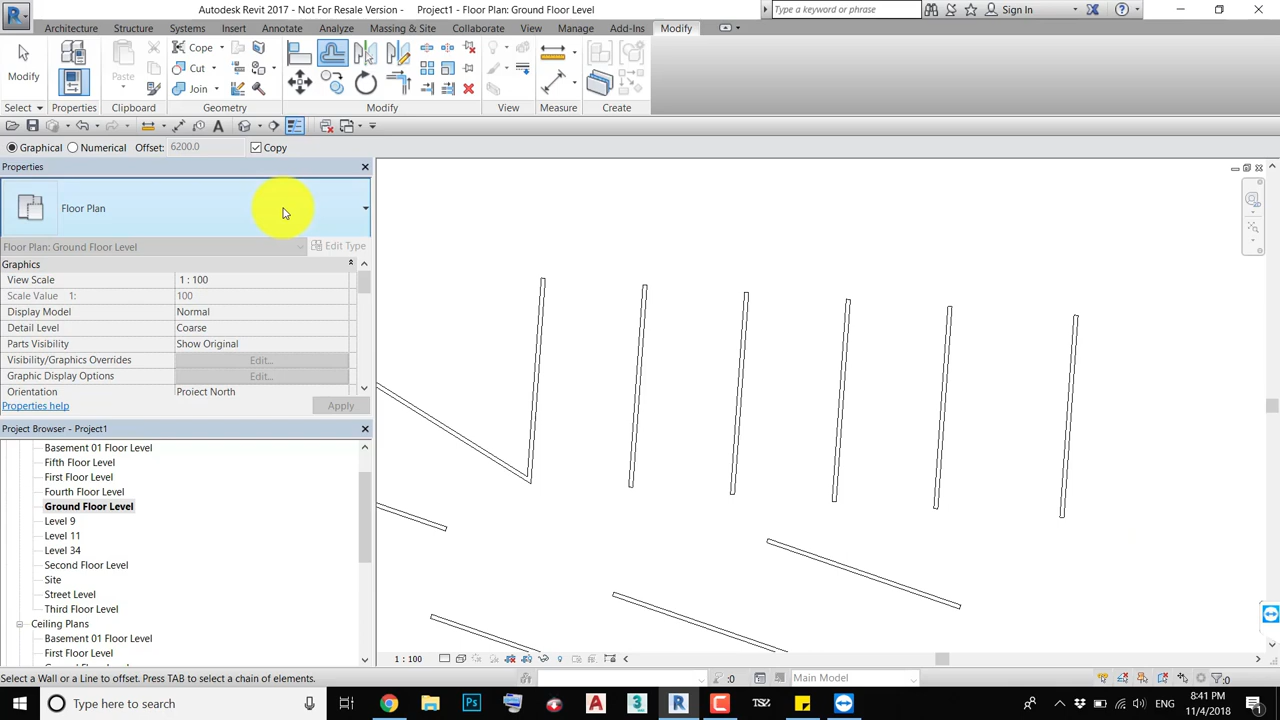 Autodesk Revit 2017 - Not For Resale Version - Project1 - Floor Plan: Ground Floor Level
Type a keyword or phrase
Sign In
Architecture Structure Systems Insert Annotate Analyze Massing & Site Collaborate View Manage Add-Ins Modify
Modify
Paste
Cope
Cut
Join
Select Properties Clipboard Geometry Modify View Measure Create
Graphical Numerical Offset: 6200.0 Copy
Properties
Floor Plan
Floor Plan: Ground Floor Level Edit Type
Graphics
View Scale 1 : 100
Scale Value 1: 100
Display Model Normal
Detail Level Coarse
Parts Visibility Show Original
Visibility/Graphics Overrides Edit...
Graphic Display Options Edit...
Orientation Project North
Properties help Apply
Project Browser - Project1
Basement 01 Floor Level
Fifth Floor Level
First Floor Level
Fourth Floor Level
Ground Floor Level
Level 9
Level 11
Level 34
Second Floor Level
Site
Street Level
Third Floor Level
Ceiling Plans
Basement 01 Floor Level
First Floor Level
1 : 100
Select a Wall or a Line to offset. Press TAB to select a chain of elements. :0 Main Model :0
Type here to search
ENG
8:41 PM
11/4/2018